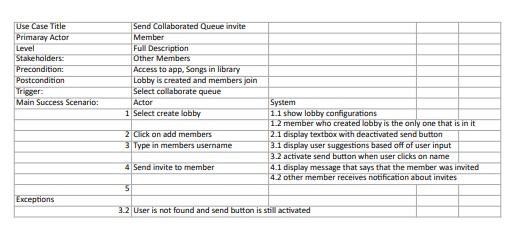 Use Case Title Send Collaborated Queue invite
Primaray Actor Member
Level Full Description
Stakeholders: Other Members
Precondition: Access to app, Songs in library
Postcondition Lobby is created and members join
Trigger: Select collaborate queue
Main Success Scenario: Actor System
1 Select create lobby 1.1 show lobby configurations
1.2 member who created lobby is the only one that is in it
2 Click on add members 2.1 display textbox with deactivated send button
3 Type in members username 3.1 display user suggestions based off of user input
3.2 activate send button when user clicks on name
4 Send invite to member 4.1 display message that says that the member was invited
4.2 other member receives notification about invites
5
Exceptions
3.2 User is not found and send button is still activated